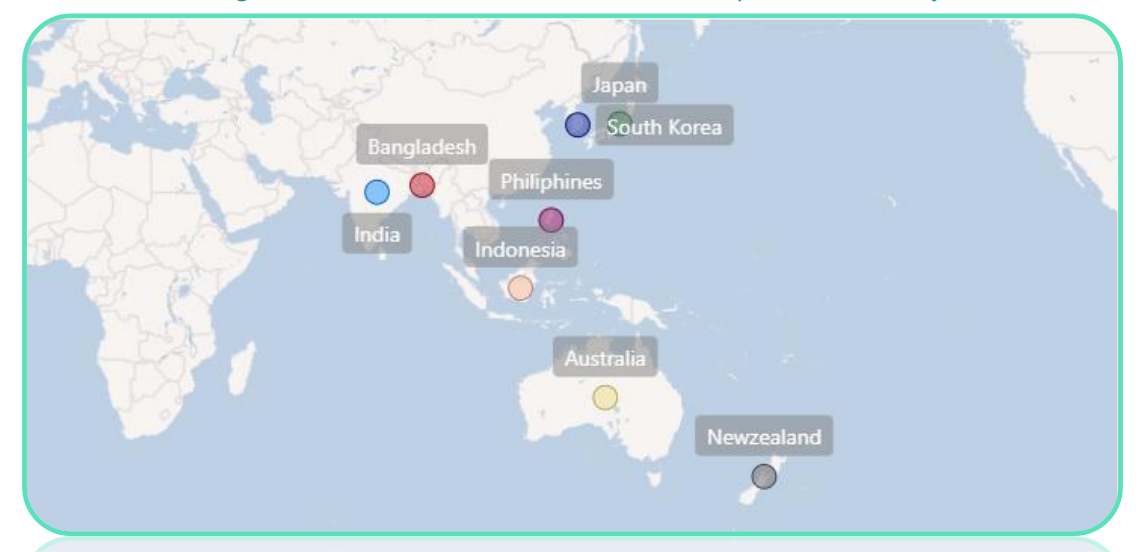 Japan
South Korea
Bangladesh
Philiphines
India
Indonesia
Australia
Newzealand